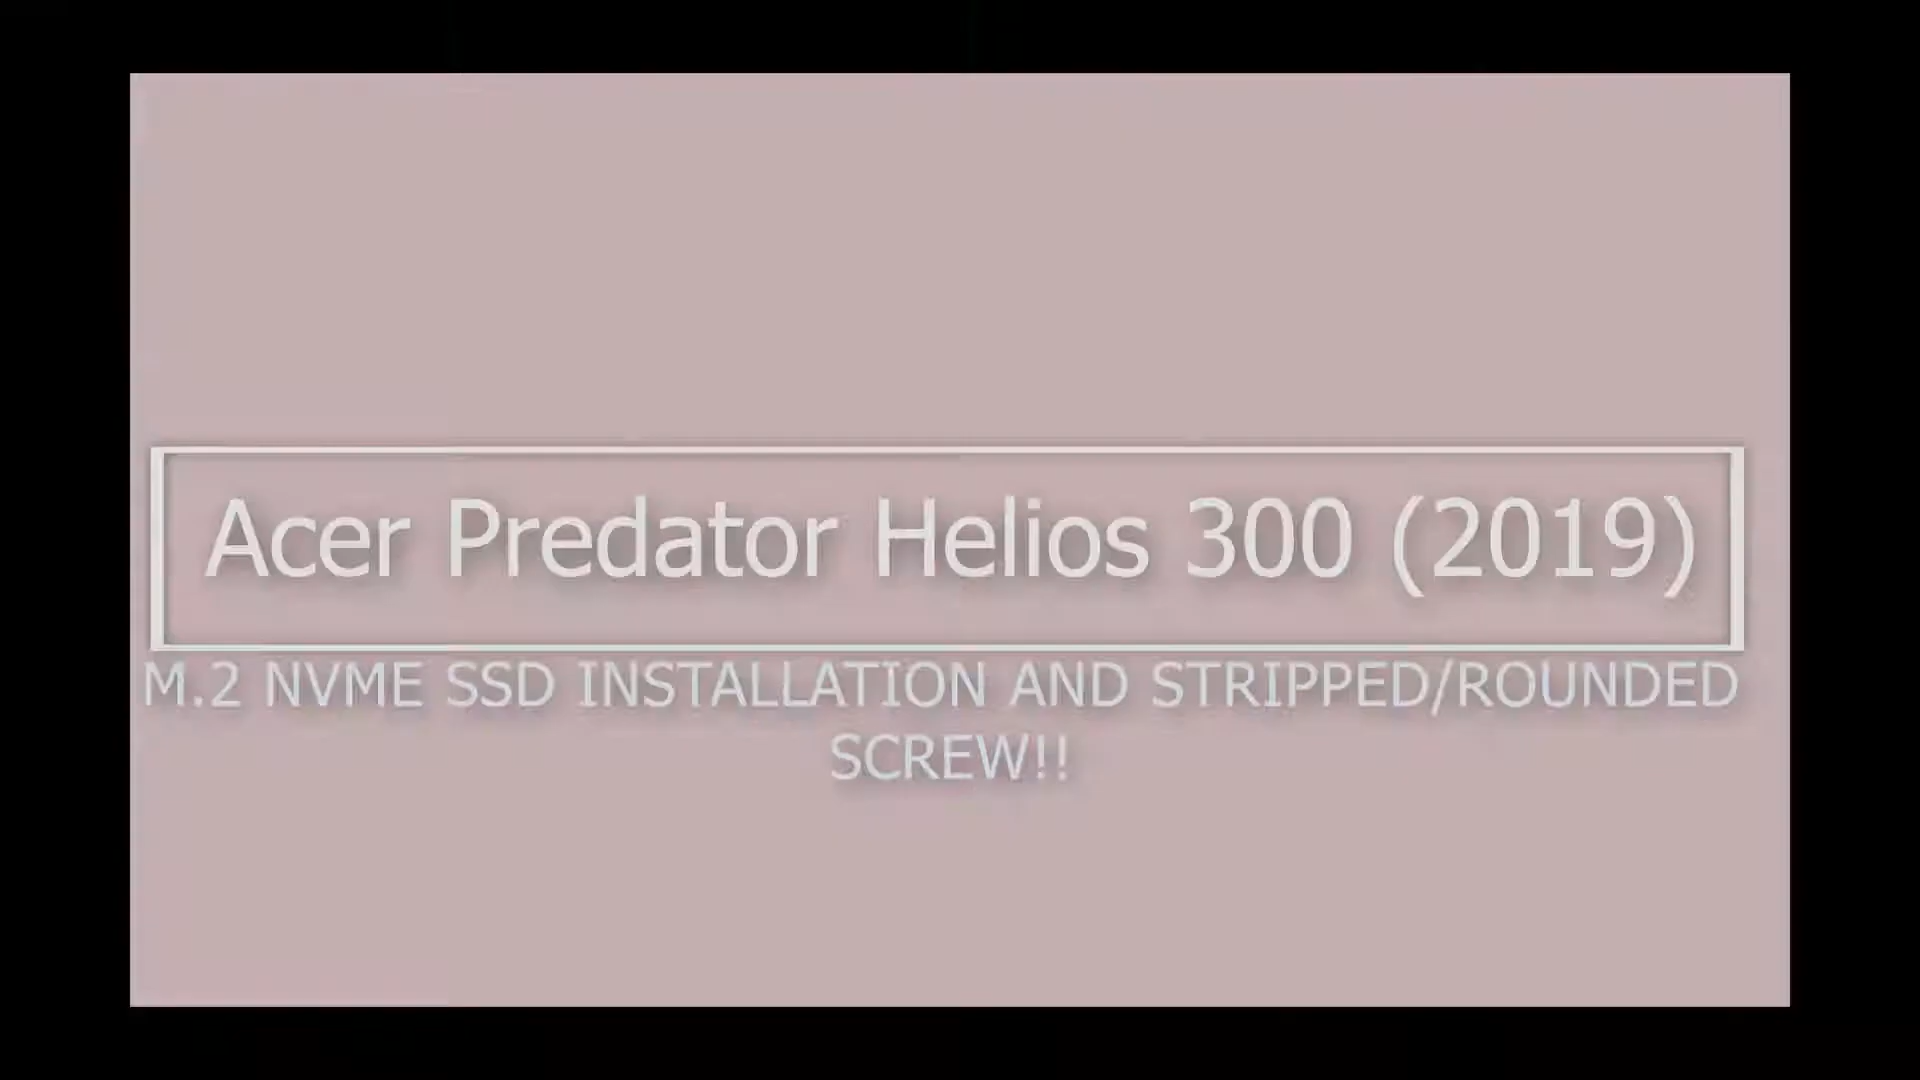 Acer Predator Helios 300 (2019)
M.2 NVME SSD INSTALLATION AND STRIPPED/ROUNDED
SCREW!!